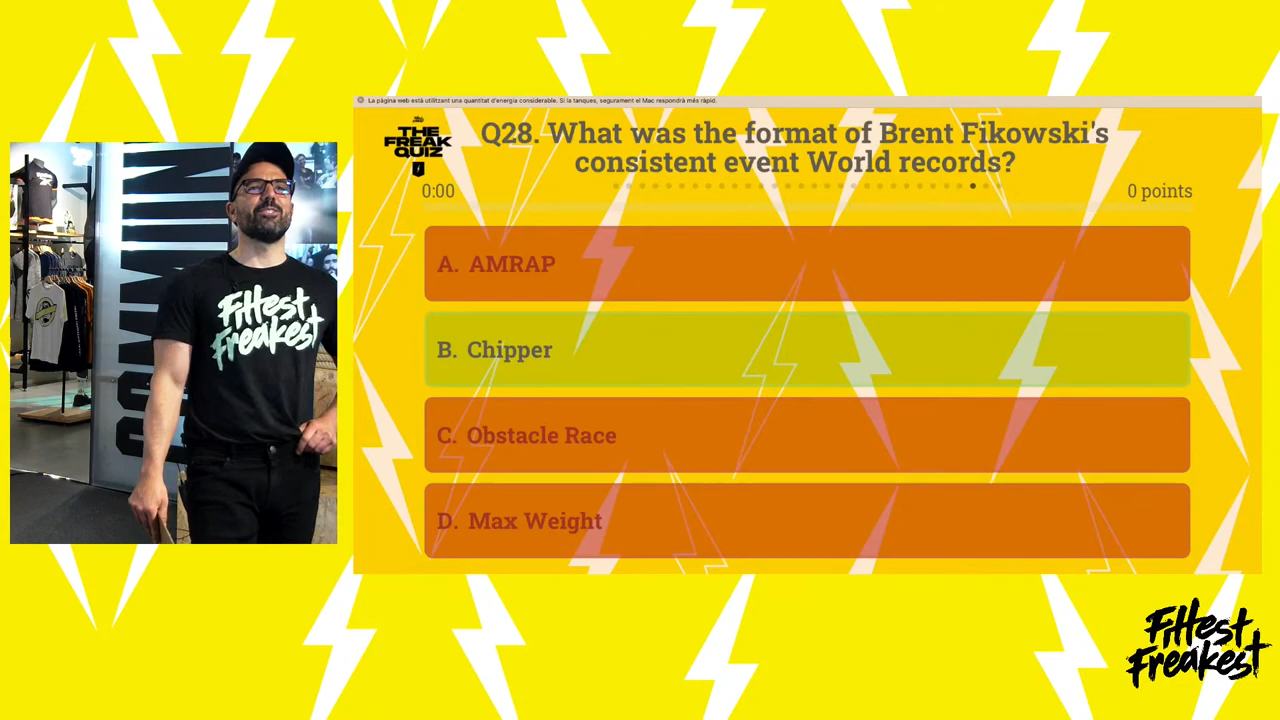 La pàgina web està utilitzant una quantitat d'energia considerable. Si la tanques, segurament el Mac respondrà més ràpid.
THE
FREAK
QUIZ
Q28. What was the format of Brent Fikowski's
consistent event World records?
0:00
0 points
A. AMRAP
B. Chipper
C. Obstacle Race
D. Max Weight
Fittest
Freakest
Fittest
Freakest